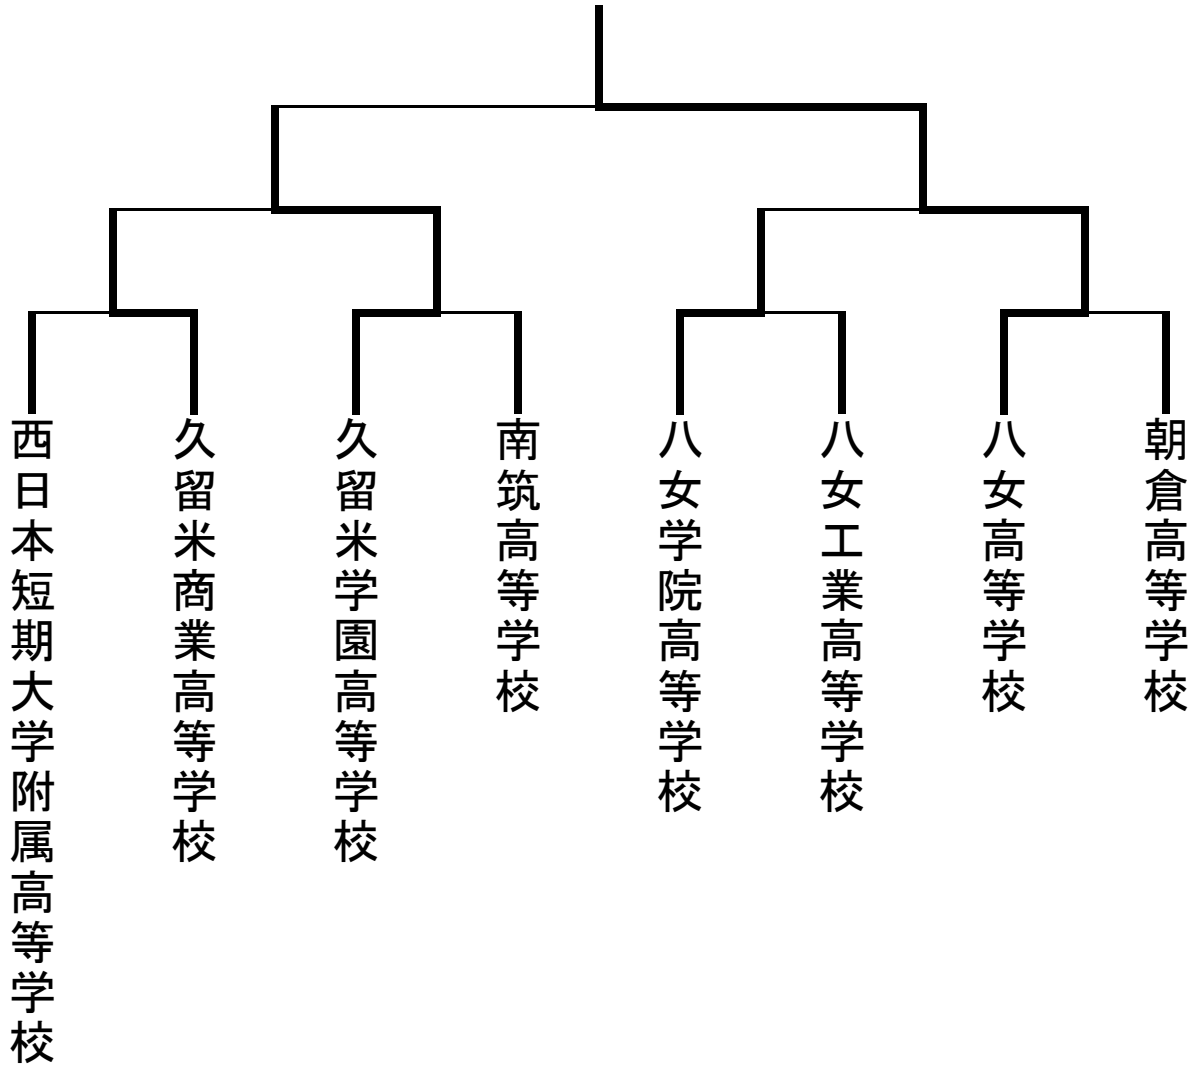 西日本短期大学附属高等学校
久留米商業高等学校
久留米学園高等学校
南筑高等学校
八女学院高等学校
八女工業高等学校
八女高等学校
朝倉高等学校